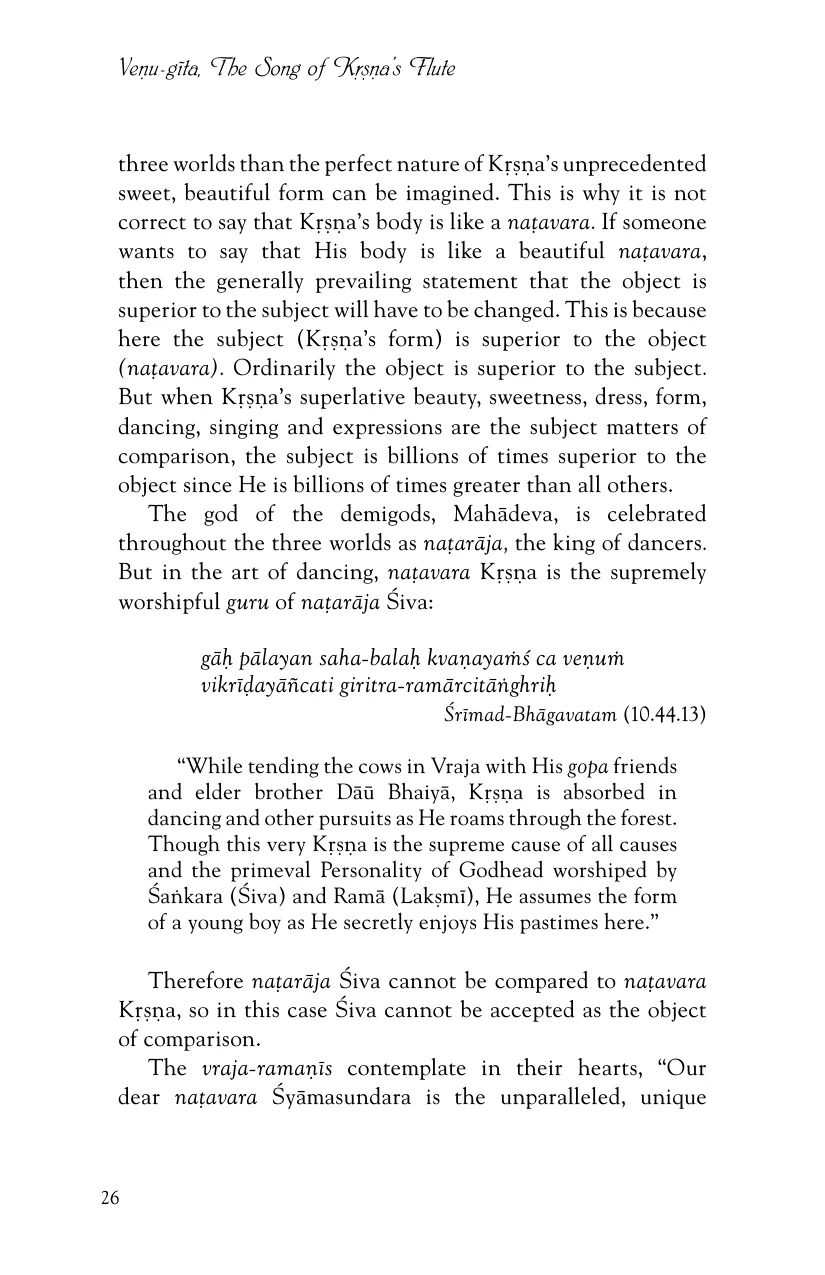 Veṇu-gīta, The Song of Kṛṣṇa's Flute
three worlds than the perfect nature of Kṛṣṇa’s unprecedented
sweet, beautiful form can be imagined. This is why it is not
correct to say that Kṛṣṇa’s body is like a naṭavara. If someone
wants to say that His body is like a beautiful naṭavara,
then the generally prevailing statement that the object is
superior to the subject will have to be changed. This is because
here the subject (Kṛṣṇa’s form) is superior to the object
(naṭavara). Ordinarily the object is superior to the subject.
But when Kṛṣṇa’s superlative beauty, sweetness, dress, form,
dancing, singing and expressions are the subject matters of
comparison, the subject is billions of times superior to the
object since He is billions of times greater than all others.
The god of the demigods, Mahādeva, is celebrated
throughout the three worlds as naṭarāja, the king of dancers.
But in the art of dancing, naṭavara Kṛṣṇa is the supremely
worshipful guru of naṭarāja Śiva:
gāḥ pālayan saha-balaḥ kvaṇayaṁś ca veṇuṁ
vikrīḍayāñcati giritra-ramārcitāṅghriḥ
Śrīmad-Bhāgavatam (10.44.13)
“While tending the cows in Vraja with His gopa friends
and elder brother Dāū Bhaiyā, Kṛṣṇa is absorbed in
dancing and other pursuits as He roams through the forest.
Though this very Kṛṣṇa is the supreme cause of all causes
and the primeval Personality of Godhead worshiped by
Śaṅkara (Śiva) and Ramā (Lakṣmī), He assumes the form
of a young boy as He secretly enjoys His pastimes here.”
Therefore naṭarāja Śiva cannot be compared to naṭavara
Kṛṣṇa, so in this case Śiva cannot be accepted as the object
of comparison.
The vraja-ramaṇīs contemplate in their hearts, “Our
dear naṭavara Śyāmasundara is the unparalleled, unique
26